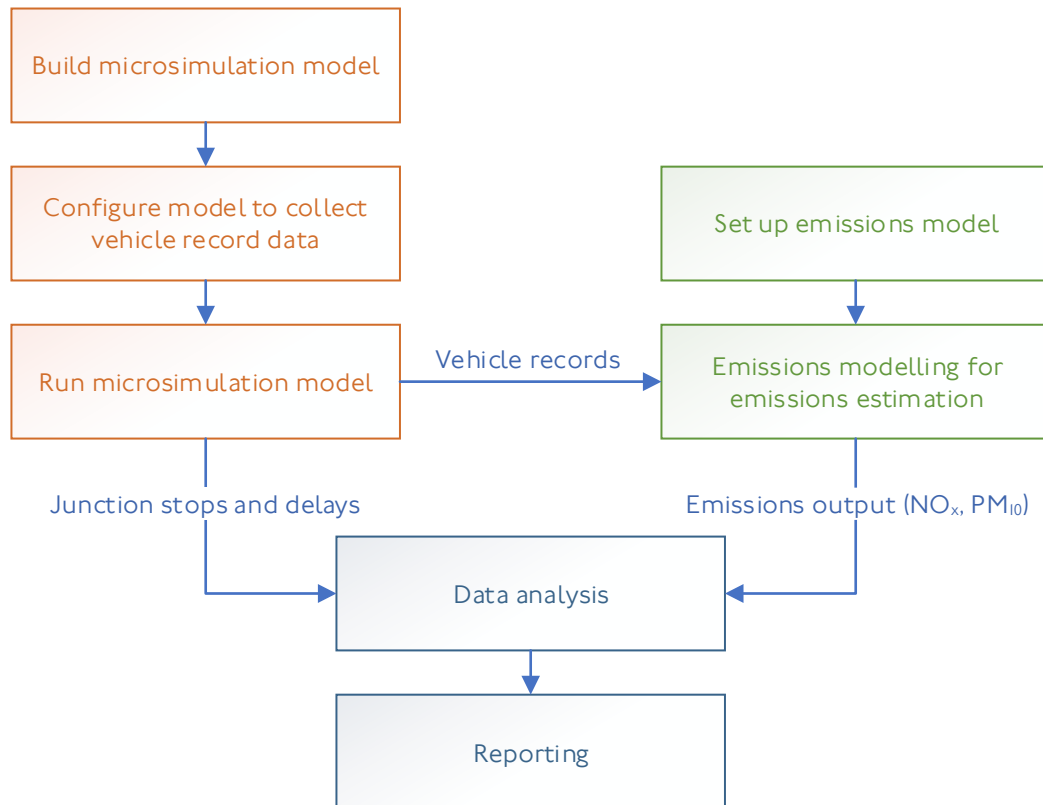 Build microsimulation model
Configure model to collect
vehicle record data
Set up emissions model
Run microsimulation model
Vehicle records
Emissions modelling for
emissions estimation
Junction stops and delays
Emissions output (NOₓ, PM₁₀)
Data analysis
Reporting